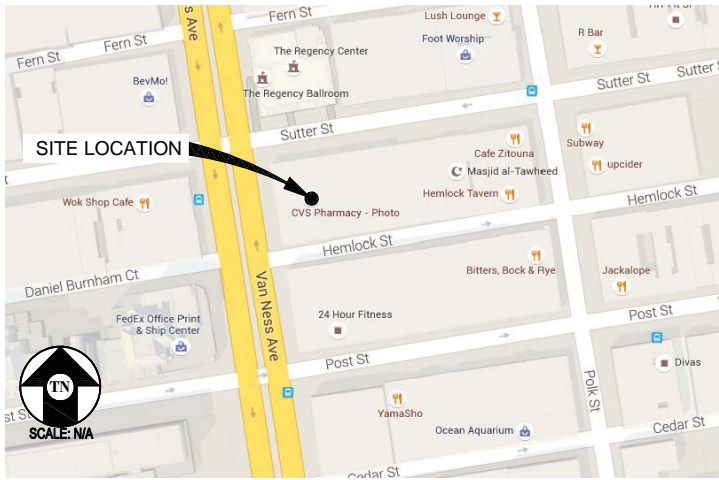 s Ave
Fern St
Fern St
Fern St
Lush Lounge
R Bar
Foot Worship
The Regency Center
BevMo!
The Regency Ballroom
Sutter St
Sutter
Sutter St
SITE LOCATION
Cafe Zitouna
Subway
Masjid al-Tawheed
upcider
Wok Shop Cafe
Hemlock Tavern
Hemlock St
CVS Pharmacy - Photo
Hemlock St
Daniel Burnham Ct
Van Ness Ave
Bitters, Bock & Rye
Jackalope
FedEx Office Print
& Ship Center
24 Hour Fitness
Post St
Post St
Divas
TN
SCALE: N/A
st St
Polk St
YamaSho
Ocean Aquarium
Cedar St
Cedar St